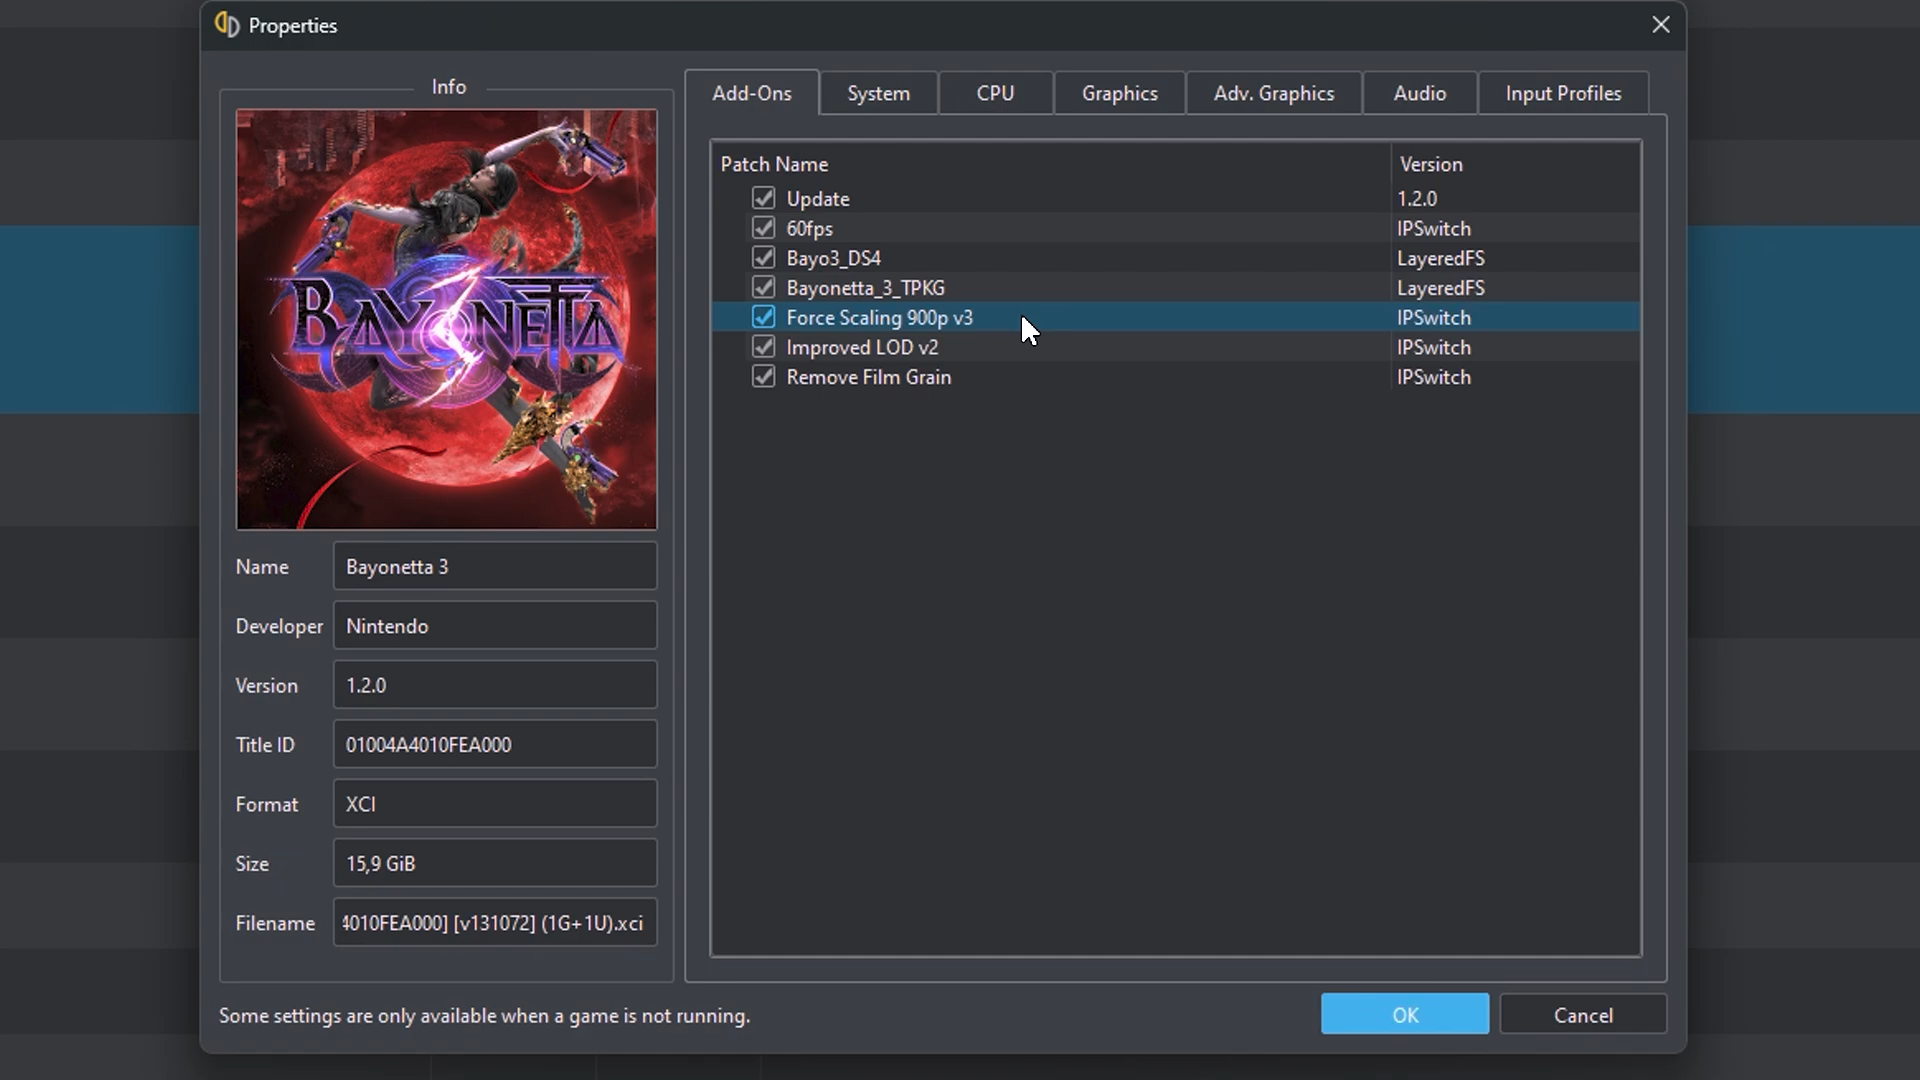 Properties
Info
BAYONETTA
Name
Bayonetta 3
Developer
Nintendo
Version
1.2.0
Title ID
01004A4010FEA000
Format
XCI
Size
15,9 GiB
Filename
4010FEA000] [v131072] (1G+1U).xci
Add-Ons
System
CPU
Graphics
Adv. Graphics
Audio
Input Profiles
Patch Name
Version
Update
1.2.0
60fps
IPSwitch
Bayo3_DS4
LayeredFS
Bayonetta_3_TPKG
LayeredFS
Force Scaling 900p v3
IPSwitch
Improved LOD v2
IPSwitch
Remove Film Grain
IPSwitch
Some settings are only available when a game is not running.
OK
Cancel